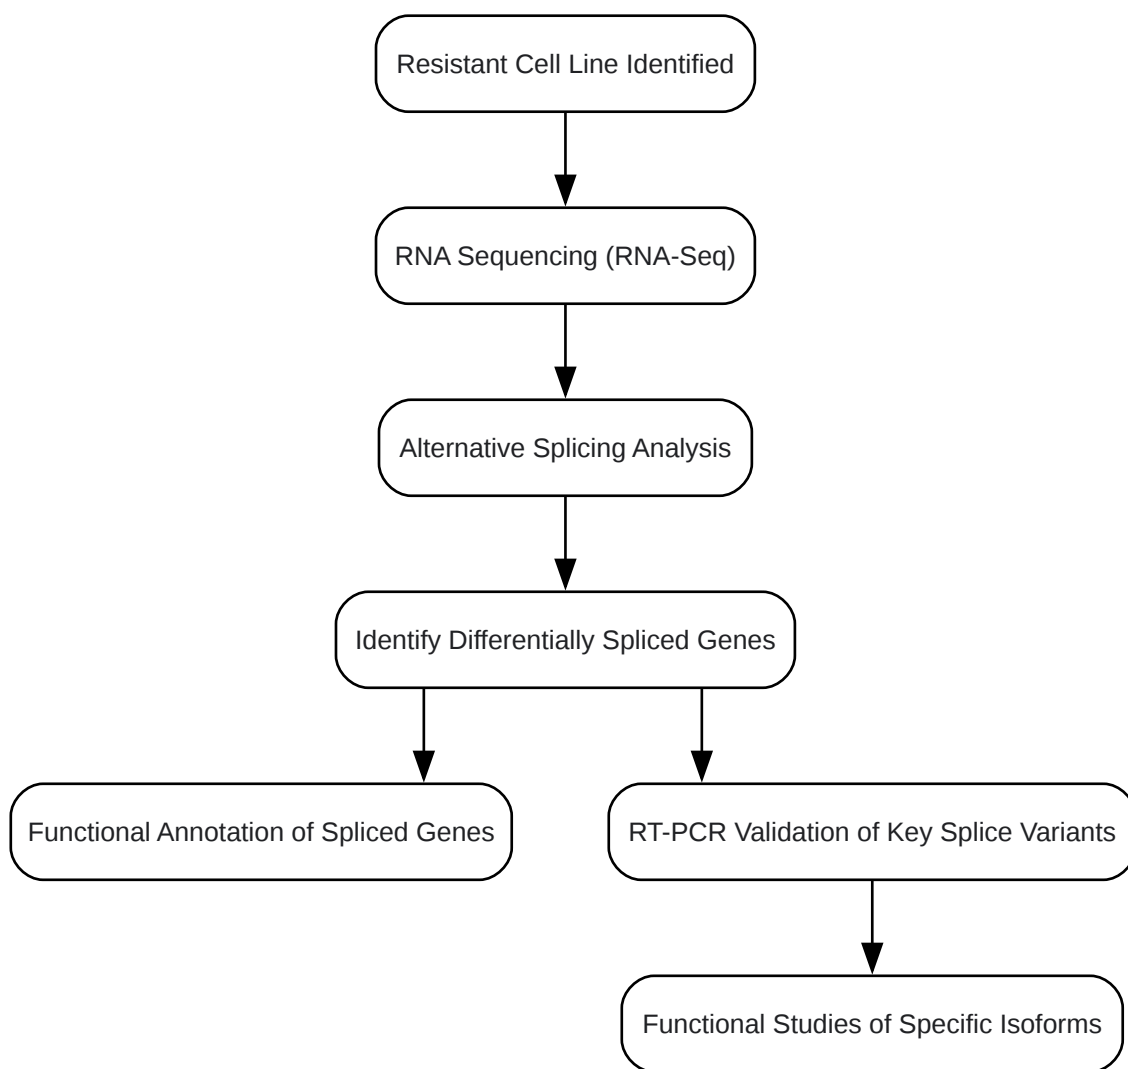 Resistant Cell Line Identified
RNA Sequencing (RNA-Seq)
Alternative Splicing Analysis
Identify Differentially Spliced Genes
Functional Annotation of Spliced Genes
RT-PCR Validation of Key Splice Variants
Functional Studies of Specific Isoforms